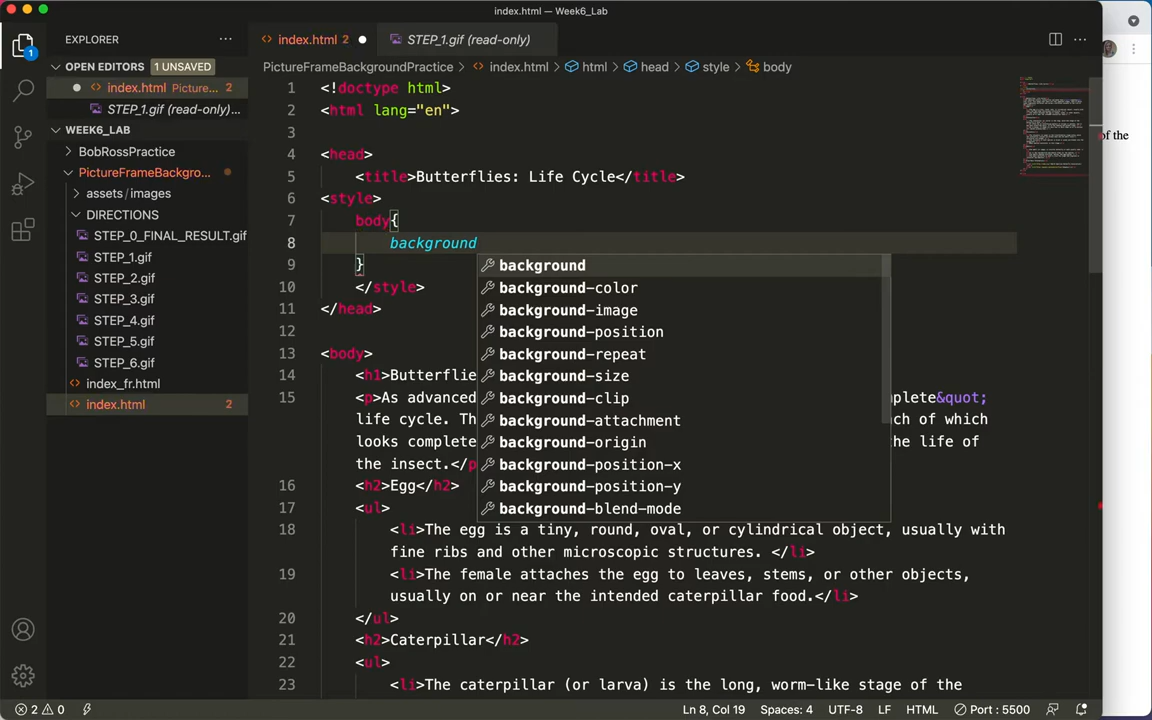 index.html — Week6_Lab
EXPLORER
index.html 2
STEP_1.gif (read-only)
OPEN EDITORS 1 UNSAVED
index.html Picture... 2
STEP_1.gif (read-only)...
WEEK6_LAB
BobRossPractice
PictureFrameBackgro...
assets/images
DIRECTIONS
STEP_0_FINAL_RESULT.gif
STEP_1.gif
STEP_2.gif
STEP_3.gif
STEP_4.gif
STEP_5.gif
STEP_6.gif
index_fr.html
index.html 2
1
PictureFrameBackgroundPractice > index.html > html > head > style > body
1 <!doctype html>
2 <html lang="en">
3
4 <head>
5 <title>Butterflies: Life Cycle</title>
6 <style>
7 body{
8 background
9 }
10 </style>
11 </head>
12
13 <body>
14 <h1>Butterflie
15 <p>As advanced mplete&quot;
life cycle. Th ch of which
looks complete the life of
the insect.</p
16 <h2>Egg</h2>
17 <ul>
18 <li>The egg is a tiny, round, oval, or cylindrical object, usually with
fine ribs and other microscopic structures. </li>
19 <li>The female attaches the egg to leaves, stems, or other objects,
usually on or near the intended caterpillar food.</li>
20 </ul>
21 <h2>Caterpillar</h2>
22 <ul>
23 <li>The caterpillar (or larva) is the long, worm-like stage of the
background
background-color
background-image
background-position
background-repeat
background-size
background-clip
background-attachment
background-origin
background-position-x
background-position-y
background-blend-mode
of the
2 0
Ln 8, Col 19
Spaces: 4
UTF-8
LF
HTML
Port : 5500